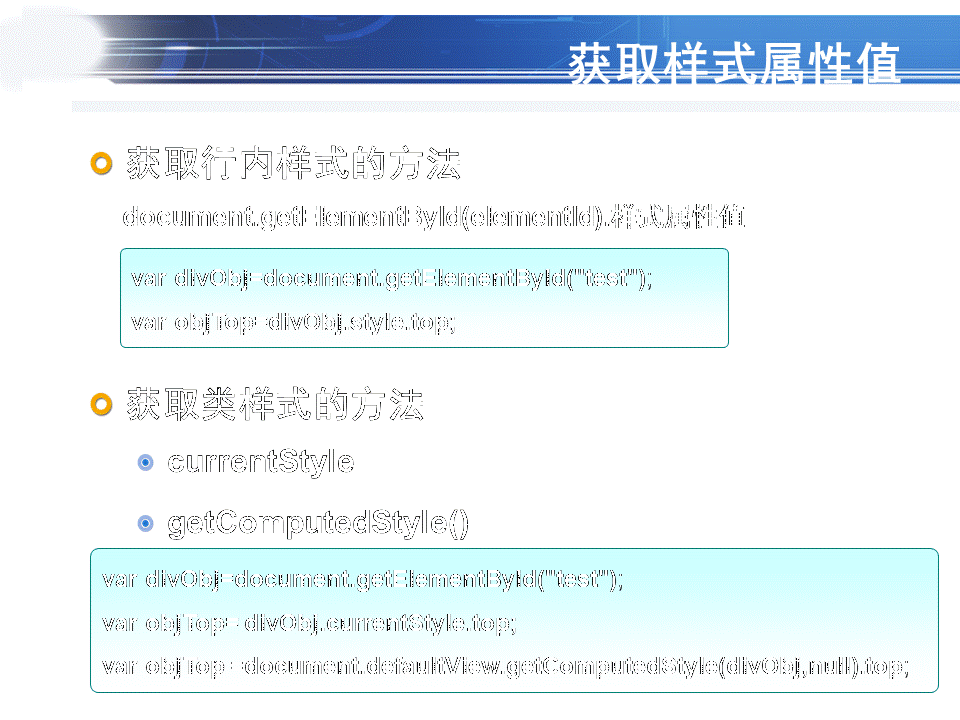 获取样式属性值
获取行内样式的方法
document.getElementById(elementId).样式属性值
var divObj=document.getElementById("test");
var objTop=divObj.style.top;
获取类样式的方法
currentStyle
getComputedStyle()
var divObj=document.getElementById("test");
var objTop= divObj.currentStyle.top;
var objTop =document.defaultView.getComputedStyle(divObj,null).top;